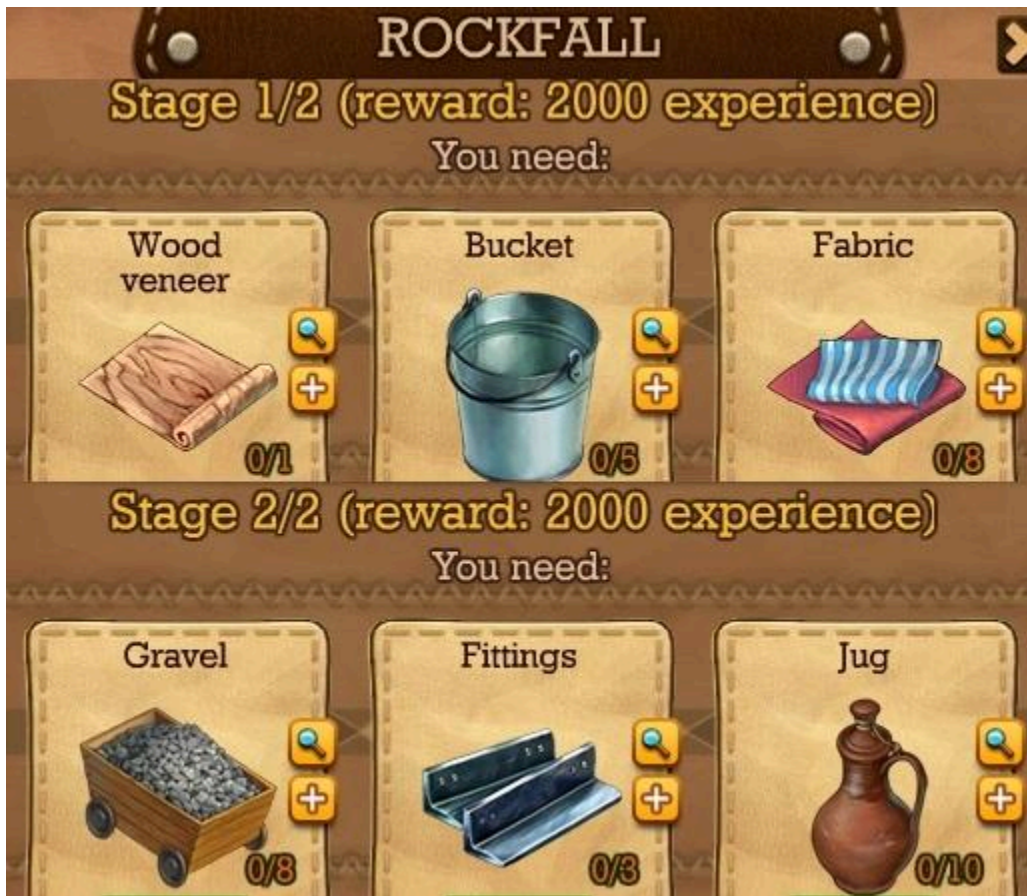 ROCKFALL
Stage 1/2 (reward: 2000 experience)
You need:
Wood
veneer
Bucket
Fabric
0/1
0/5
0/8
Stage 2/2 (reward: 2000 experience)
You need:
Gravel
Fittings
Jug
0/8
0/3
0/10